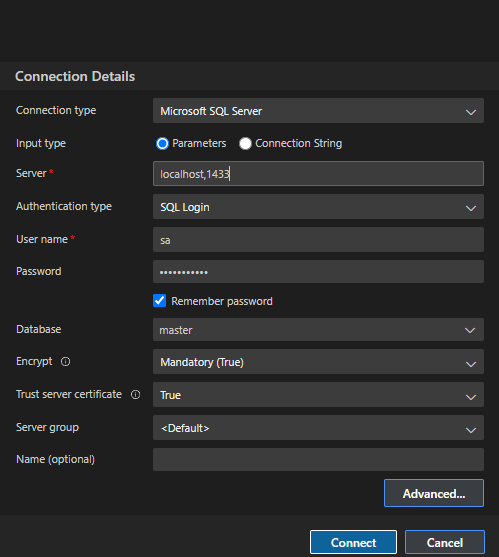 Connection Details
Connection type Microsoft SQL Server
Input type Parameters Connection String
Server * localhost,1433
Authentication type SQL Login
User name * sa
Password •••••••••••
Remember password
Database master
Encrypt Mandatory (True)
Trust server certificate True
Server group <Default>
Name (optional)
Advanced...
Connect Cancel